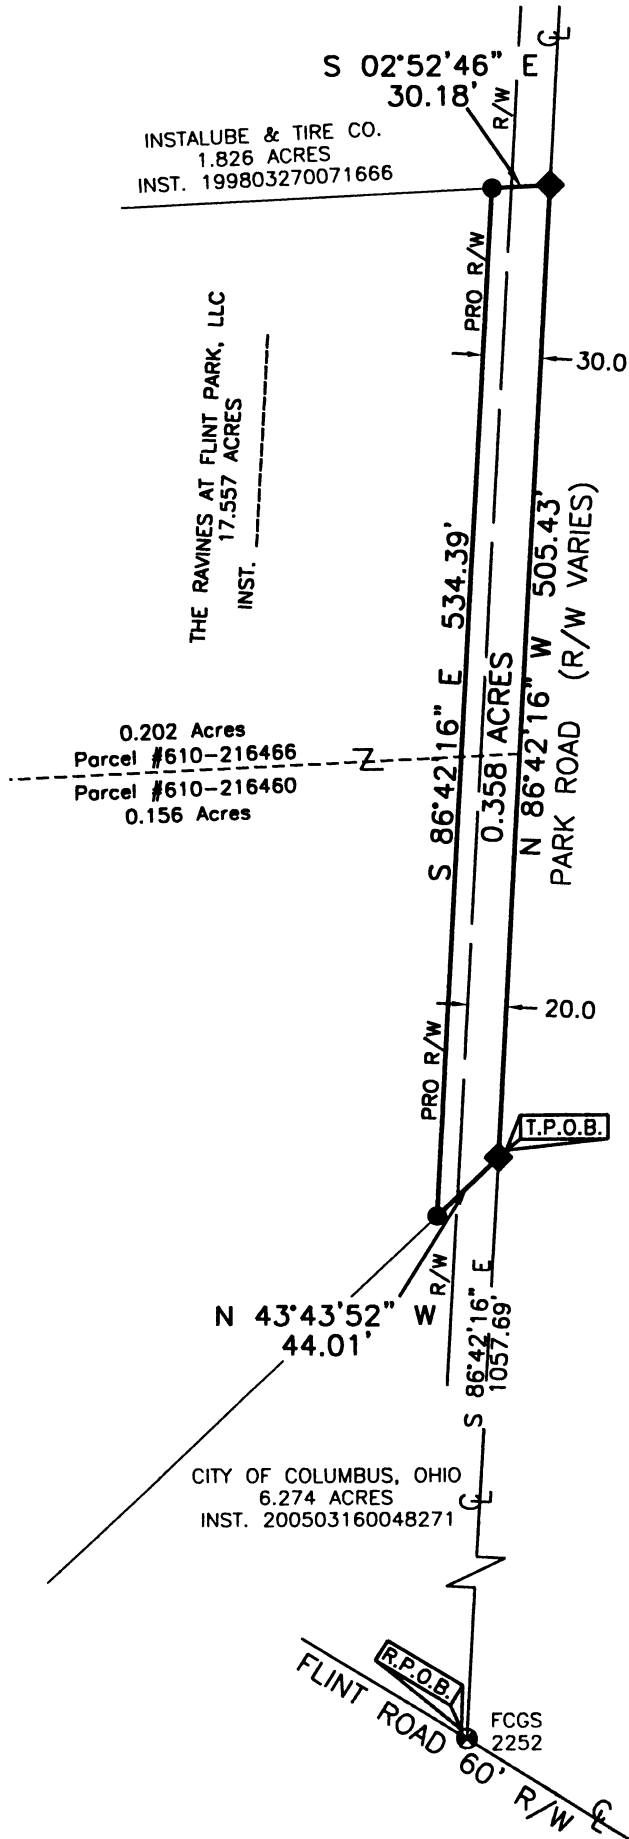 ℄
S 02°52'46" E
30.18'
R/W
INSTALUBE & TIRE CO.
1.826 ACRES
INST. 199803270071666
PRO R/W
30.0
THE RAVINES AT FLINT PARK, LLC
17.557 ACRES
INST.
S 86°42'16" E 534.39'
0.358 ACRES
N 86°42'16" W 505.43'
PARK ROAD (R/W VARIES)
0.202 Acres
Parcel #610-216466
Parcel #610-216460
0.156 Acres
Z
20.0
PRO R/W
T.P.O.B.
R/W
N 43°43'52" W
44.01'
S 86°42'16" E
1057.69'
CITY OF COLUMBUS, OHIO
6.274 ACRES
INST. 200503160048271
℄
R.P.O.B.
FCGS
2252
FLINT ROAD 60' R/W ℄